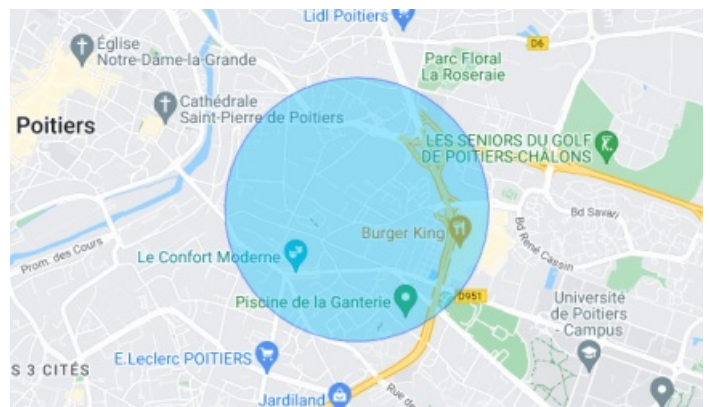 Lidl Poitiers
D6
Église
Notre-Dame-la-Grande
Parc Floral
La Roseraie
Cathédrale
Saint-Pierre de Poitiers
Poitiers
LES SENIORS DU GOLF
DE POITIERS-CHÂLONS
Bd Savary
Burger King
Bd René Cassin
Prom. des Cours
Le Confort Moderne
D951
Piscine de la Ganterie
Université
de Poitiers
- Campus
E.Leclerc POITIERS
S 3 CITÉS
Jardiland
Rue de